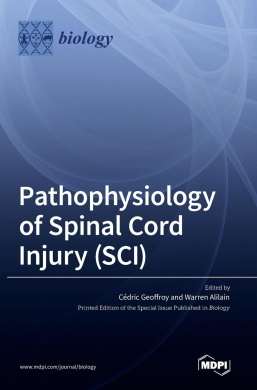 biology
Pathophysiology
of Spinal Cord
Injury (SCI)
Edited by
Cédric Geoffroy and Warren Alilain
Printed Edition of the Special Issue Published in Biology
www.mdpi.com/journal/biology
MDPI